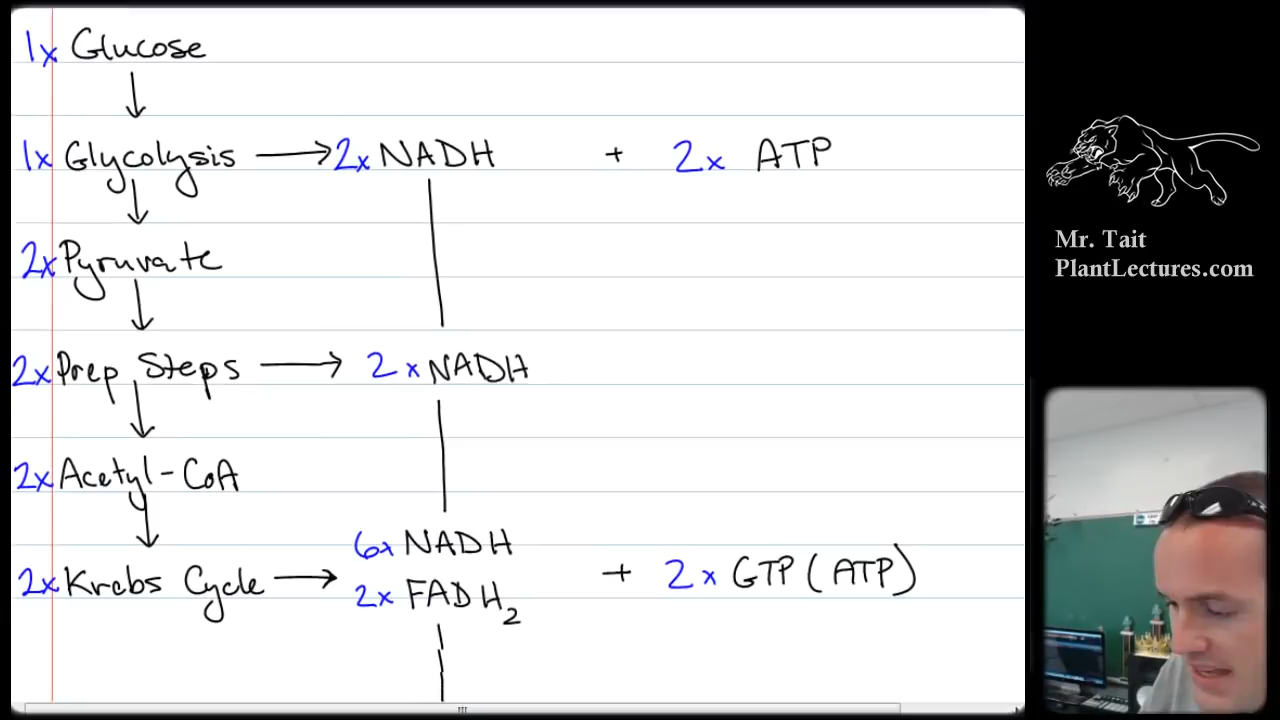 1x Glucose
1x Glycolysis → 2x NADH + 2x ATP
2x Pyruvate
2x Prep Steps → 2x NADH
2x Acetyl-CoA
6x NADH
2x Krebs Cycle → 2x FADH₂ + 2x GTP (ATP)
Mr. Tait
PlantLectures.com